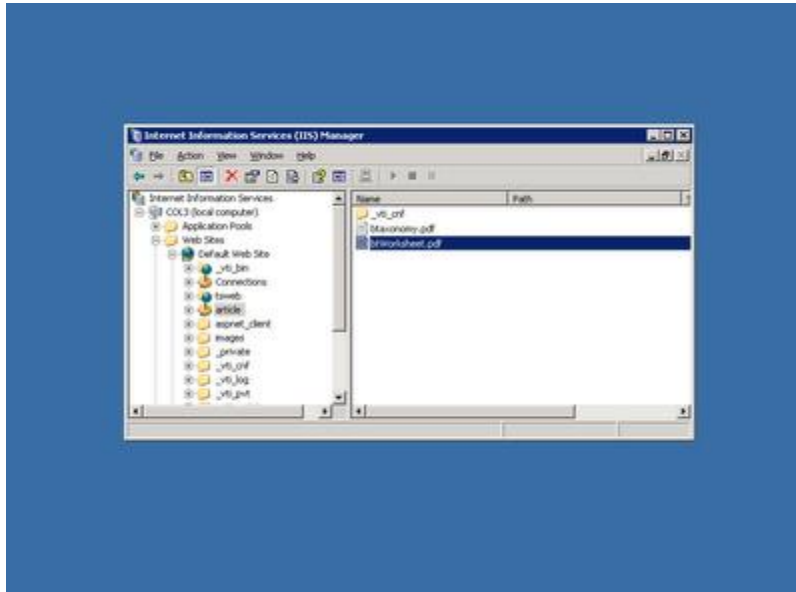 Internet Information Services (IIS) Manager
File Action View Window Help
Internet Information Services
COL3 (local computer)
Application Pools
Web Sites
Default Web Site
_vti_bin
Connections
tsweb
article
aspnet_client
images
_private
_vti_cnf
_vti_log
_vti_pvt
Name Path
_vti_cnf
btaxonomy.pdf
btWorksheet.pdf